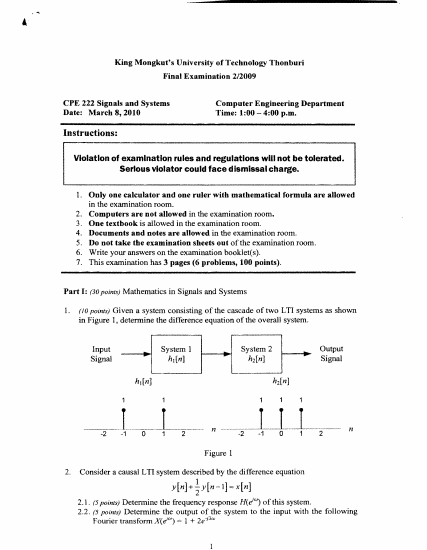 King Mongkut's University of Technology Thonburi
Final Examination 2/2009
CPE 222 Signals and Systems Computer Engineering Department
Date: March 8, 2010 Time: 1:00 – 4:00 p.m.
Instructions:
Violation of examination rules and regulations will not be tolerated.
Serious violator could face dismissal charge.
1. Only one calculator and one ruler with mathematical formula are allowed
in the examination room.
2. Computers are not allowed in the examination room.
3. One textbook is allowed in the examination room.
4. Documents and notes are allowed in the examination room.
5. Do not take the examination sheets out of the examination room.
6. Write your answers on the examination booklet(s).
7. This examination has 3 pages (6 problems, 100 points).
Part I: (30 points) Mathematics in Signals and Systems
1. (10 points) Given a system consisting of the cascade of two LTI systems as shown
in Figure 1, determine the difference equation of the overall system.
Input Signal
System 1 h₁[n]
System 2 h₂[n]
Output Signal
h₁[n] h₂[n]
1 1 1 1 1
-2 -1 0 1 2 n -2 -1 0 1 2 n
Figure 1
2. Consider a causal LTI system described by the difference equation
y[n] + 1/2 y[n−1] = x[n]
2.1. (5 points) Determine the frequency response H(e^jω) of this system.
2.2. (5 points) Determine the output of the system to the input with the following
Fourier transform X(e^jω) = 1 + 2e^-j3ω
1